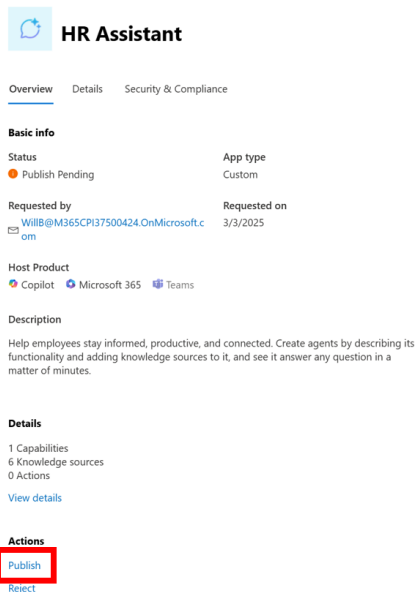 HR Assistant
Overview Details Security & Compliance
Basic info
Status App type
Publish Pending Custom
Requested by Requested on
WillB@M365CPI37500424.OnMicrosoft.c 3/3/2025
om
Host Product
Copilot Microsoft 365 Teams
Description
Help employees stay informed, productive, and connected. Create agents by describing its
functionality and adding knowledge sources to it, and see it answer any question in a
matter of minutes.
Details
1 Capabilities
6 Knowledge sources
0 Actions
View details
Actions
Publish
Reject